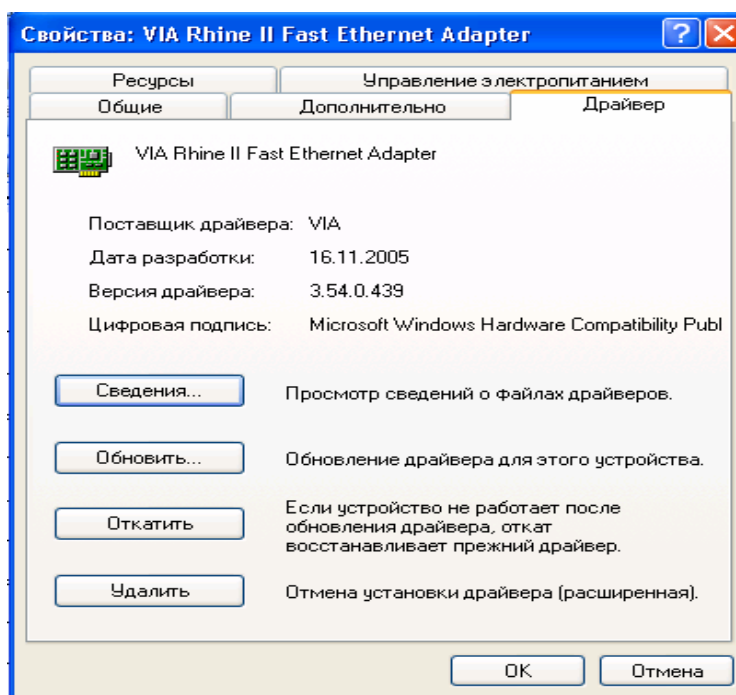 Свойства: VIA Rhine II Fast Ethernet Adapter
Ресурсы
Управление электропитанием
Общие
Дополнительно
Драйвер
VIA Rhine II Fast Ethernet Adapter
Поставщик драйвера: VIA
Дата разработки: 16.11.2005
Версия драйвера: 3.54.0.439
Цифровая подпись: Microsoft Windows Hardware Compatibility Publ
Сведения... Просмотр сведений о файлах драйверов.
Обновить... Обновление драйвера для этого устройства.
Откатить
Если устройство не работает после
обновления драйвера, откат
восстанавливает прежний драйвер.
Удалить Отмена установки драйвера (расширенная).
OK
Отмена